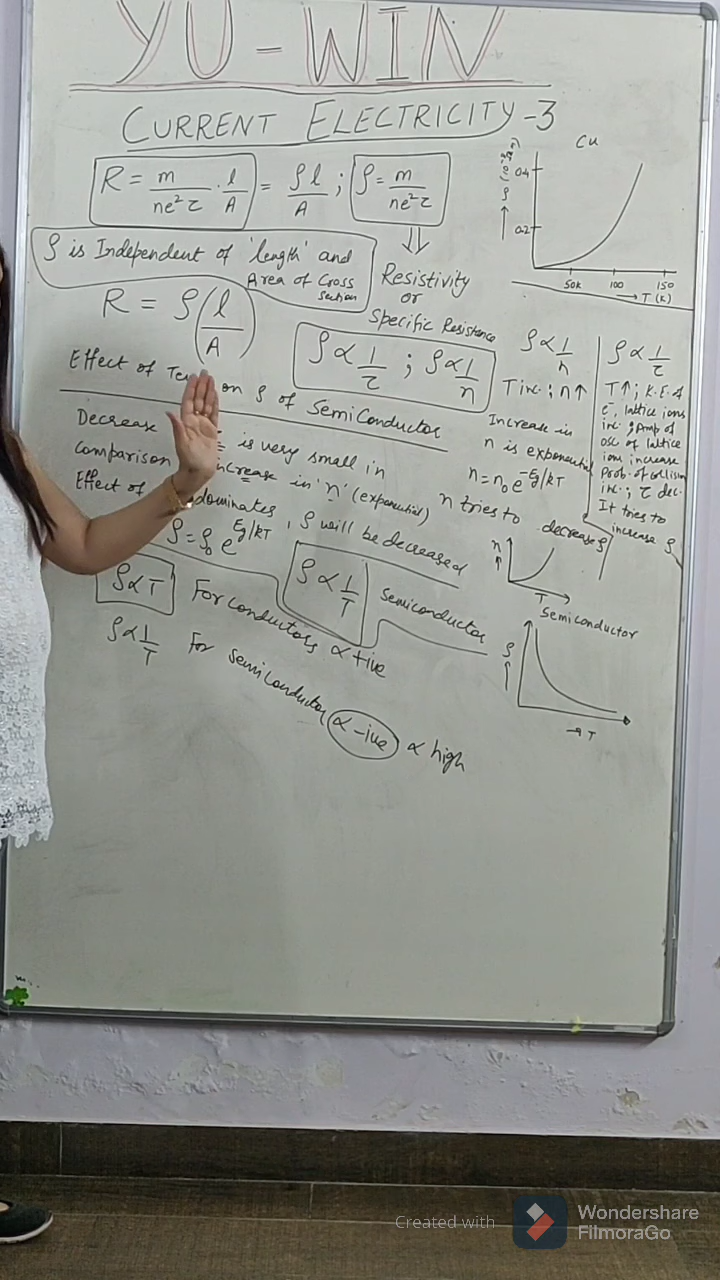 YU-WIN
CURRENT ELECTRICITY-3
R = m/ne²τ · l/A = ρl/A ; ρ = m/ne²τ
⇓
Resistivity
or
Specific Resistance
ρ is Independent of 'length' and
Area of Cross
Section
R = ρ(l/A)
ρ ∝ 1/τ ; ρ ∝ 1/n
Cu
0.4
0.2
ρ
50K 100 150
→ T (K)
ρ ∝ 1/n
T inc ; n↑
Increase in
n is exponential
n = n₀e^-Eg/kT
n tries to decrease ρ
ρ ∝ 1/τ
T↑; K.E. of
e⁻, lattice ions
inc ; amp of
osc of lattice
ions increase
Prob. of collision
inc.; τ dec.
It tries to
increase ρ
Effect of on ρ of SemiConductor
Decrease is very small in
Comparison increase in 'n' (exponential)
Effect of dominates
ρ = ρ₀ e^Eg/kT , ρ will be decreased
ρ ∝ T For conductors α +ive
ρ ∝ 1/T Semiconductor
ρ ∝ 1/T For Semiconductor α -ive α high
n
T
Semiconductor
ρ
→ T
Created with
Wondershare
FilmoraGo